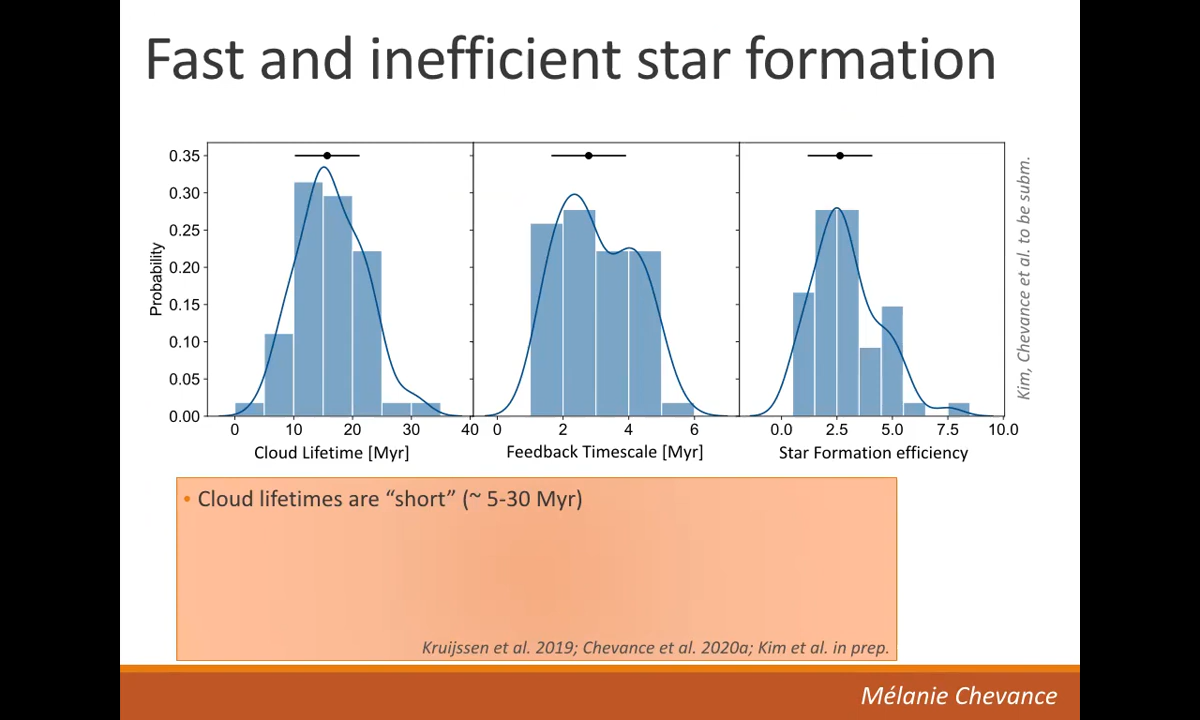 Fast and inefficient star formation
0.35
0.30
0.25
0.20
0.15
0.10
0.05
0.00
Probability
0 10 20 30 40
Cloud Lifetime [Myr]
0 2 4 6
Feedback Timescale [Myr]
0.0 2.5 5.0 7.5 10.0
Star Formation efficiency
Kim, Chevance et al. to be subm.
• Cloud lifetimes are “short” (~ 5-30 Myr)
Kruijssen et al. 2019; Chevance et al. 2020a; Kim et al. in prep.
Mélanie Chevance